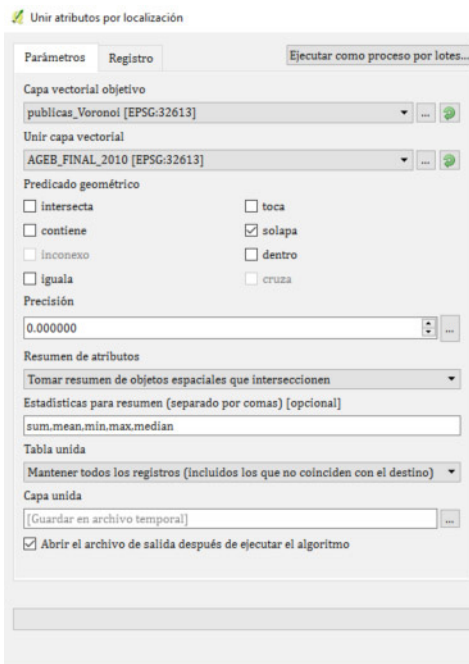 Unir atributos por localización
Parámetros
Registro
Ejecutar como proceso por lotes...
Capa vectorial objetivo
publicas_Voronoi [EPSG:32613]
...
Unir capa vectorial
AGEB_FINAL_2010 [EPSG:32613]
...
Predicado geométrico
intersecta
toca
contiene
solapa
inconexo
dentro
iguala
cruza
Precisión
0.000000
...
Resumen de atributos
Tomar resumen de objetos espaciales que interseccionen
Estadísticas para resumen (separado por comas) [opcional]
sum,mean,min,max,median
Tabla unida
Mantener todos los registros (incluidos los que no coinciden con el destino)
Capa unida
[Guardar en archivo temporal]
...
Abrir el archivo de salida después de ejecutar el algoritmo